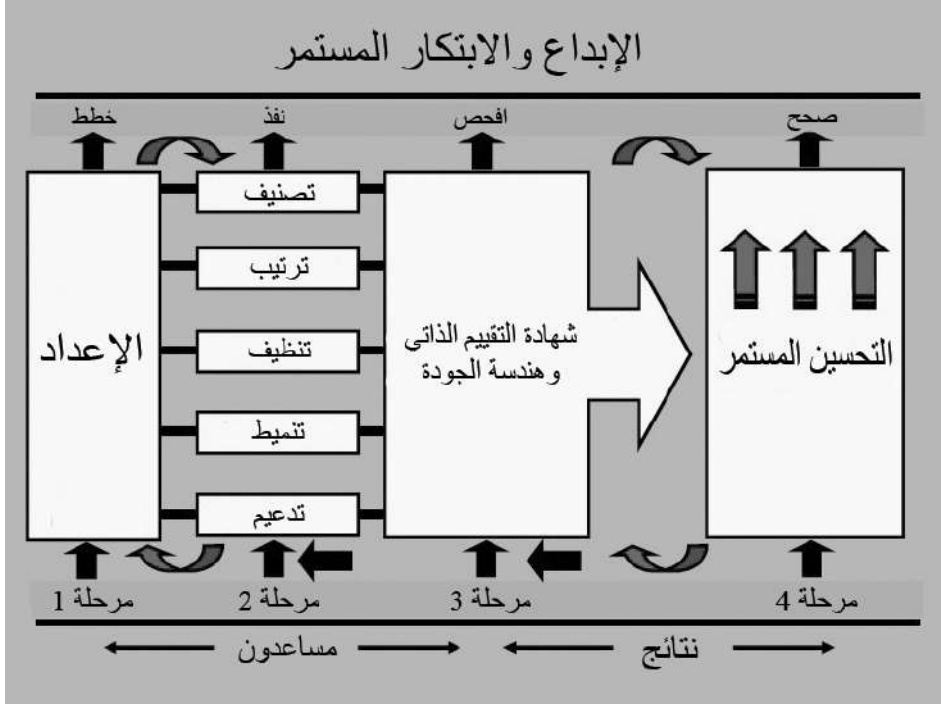 الإبداع والابتكار المستمر
خطط
نفذ
افحص
صحح
الإعداد
تصنيف
ترتيب
تنظيف
تنميط
تدعيم
شهادة التقييم الذاتي
وهندسة الجودة
التحسين المستمر
مرحلة 1
مرحلة 2
مرحلة 3
مرحلة 4
مساعدون
نتائج